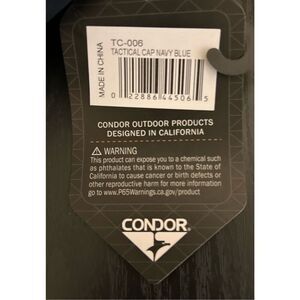 TC-006
TACTICAL CAP NAVY BLUE
MADE IN CHINA
0 22886 44506 5
CONDOR OUTDOOR PRODUCTS
DESIGNED IN CALIFORNIA
⚠ WARNING
This product can expose you to a chemical such
as phthalates that is known to the State of
California to cause cancer or birth defects or
other reproductive harm for more information
go to www.P65Warnings.ca.gov/product
CONDOR